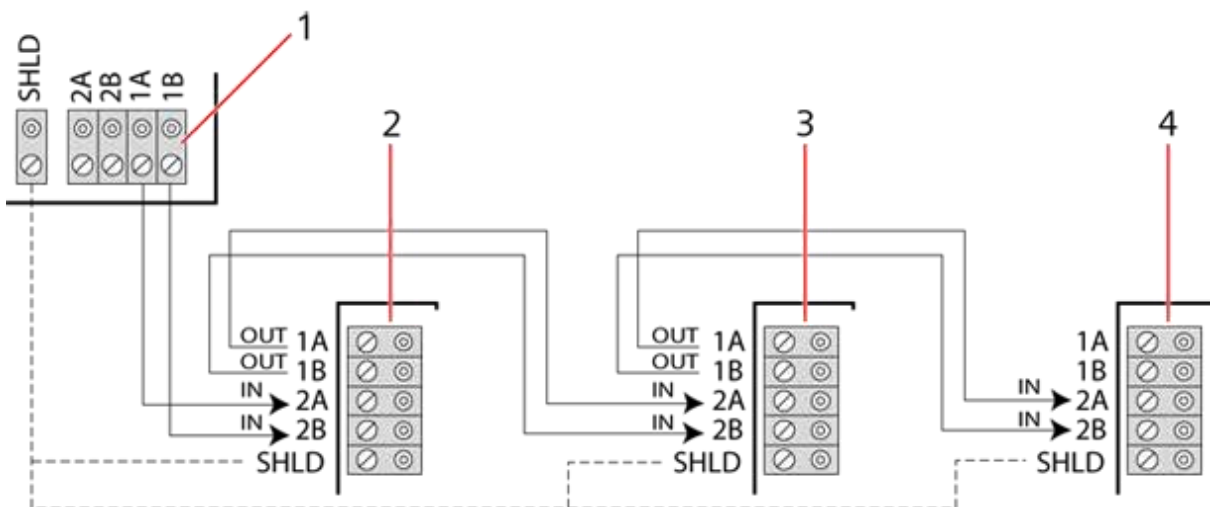 1
SHLD 2A 2B 1A 1B
2 3 4
OUT 1A
OUT 1B
IN 2A
IN 2B
SHLD
OUT 1A
OUT 1B
IN 2A
IN 2B
SHLD
1A
1B
IN 2A
IN 2B
SHLD